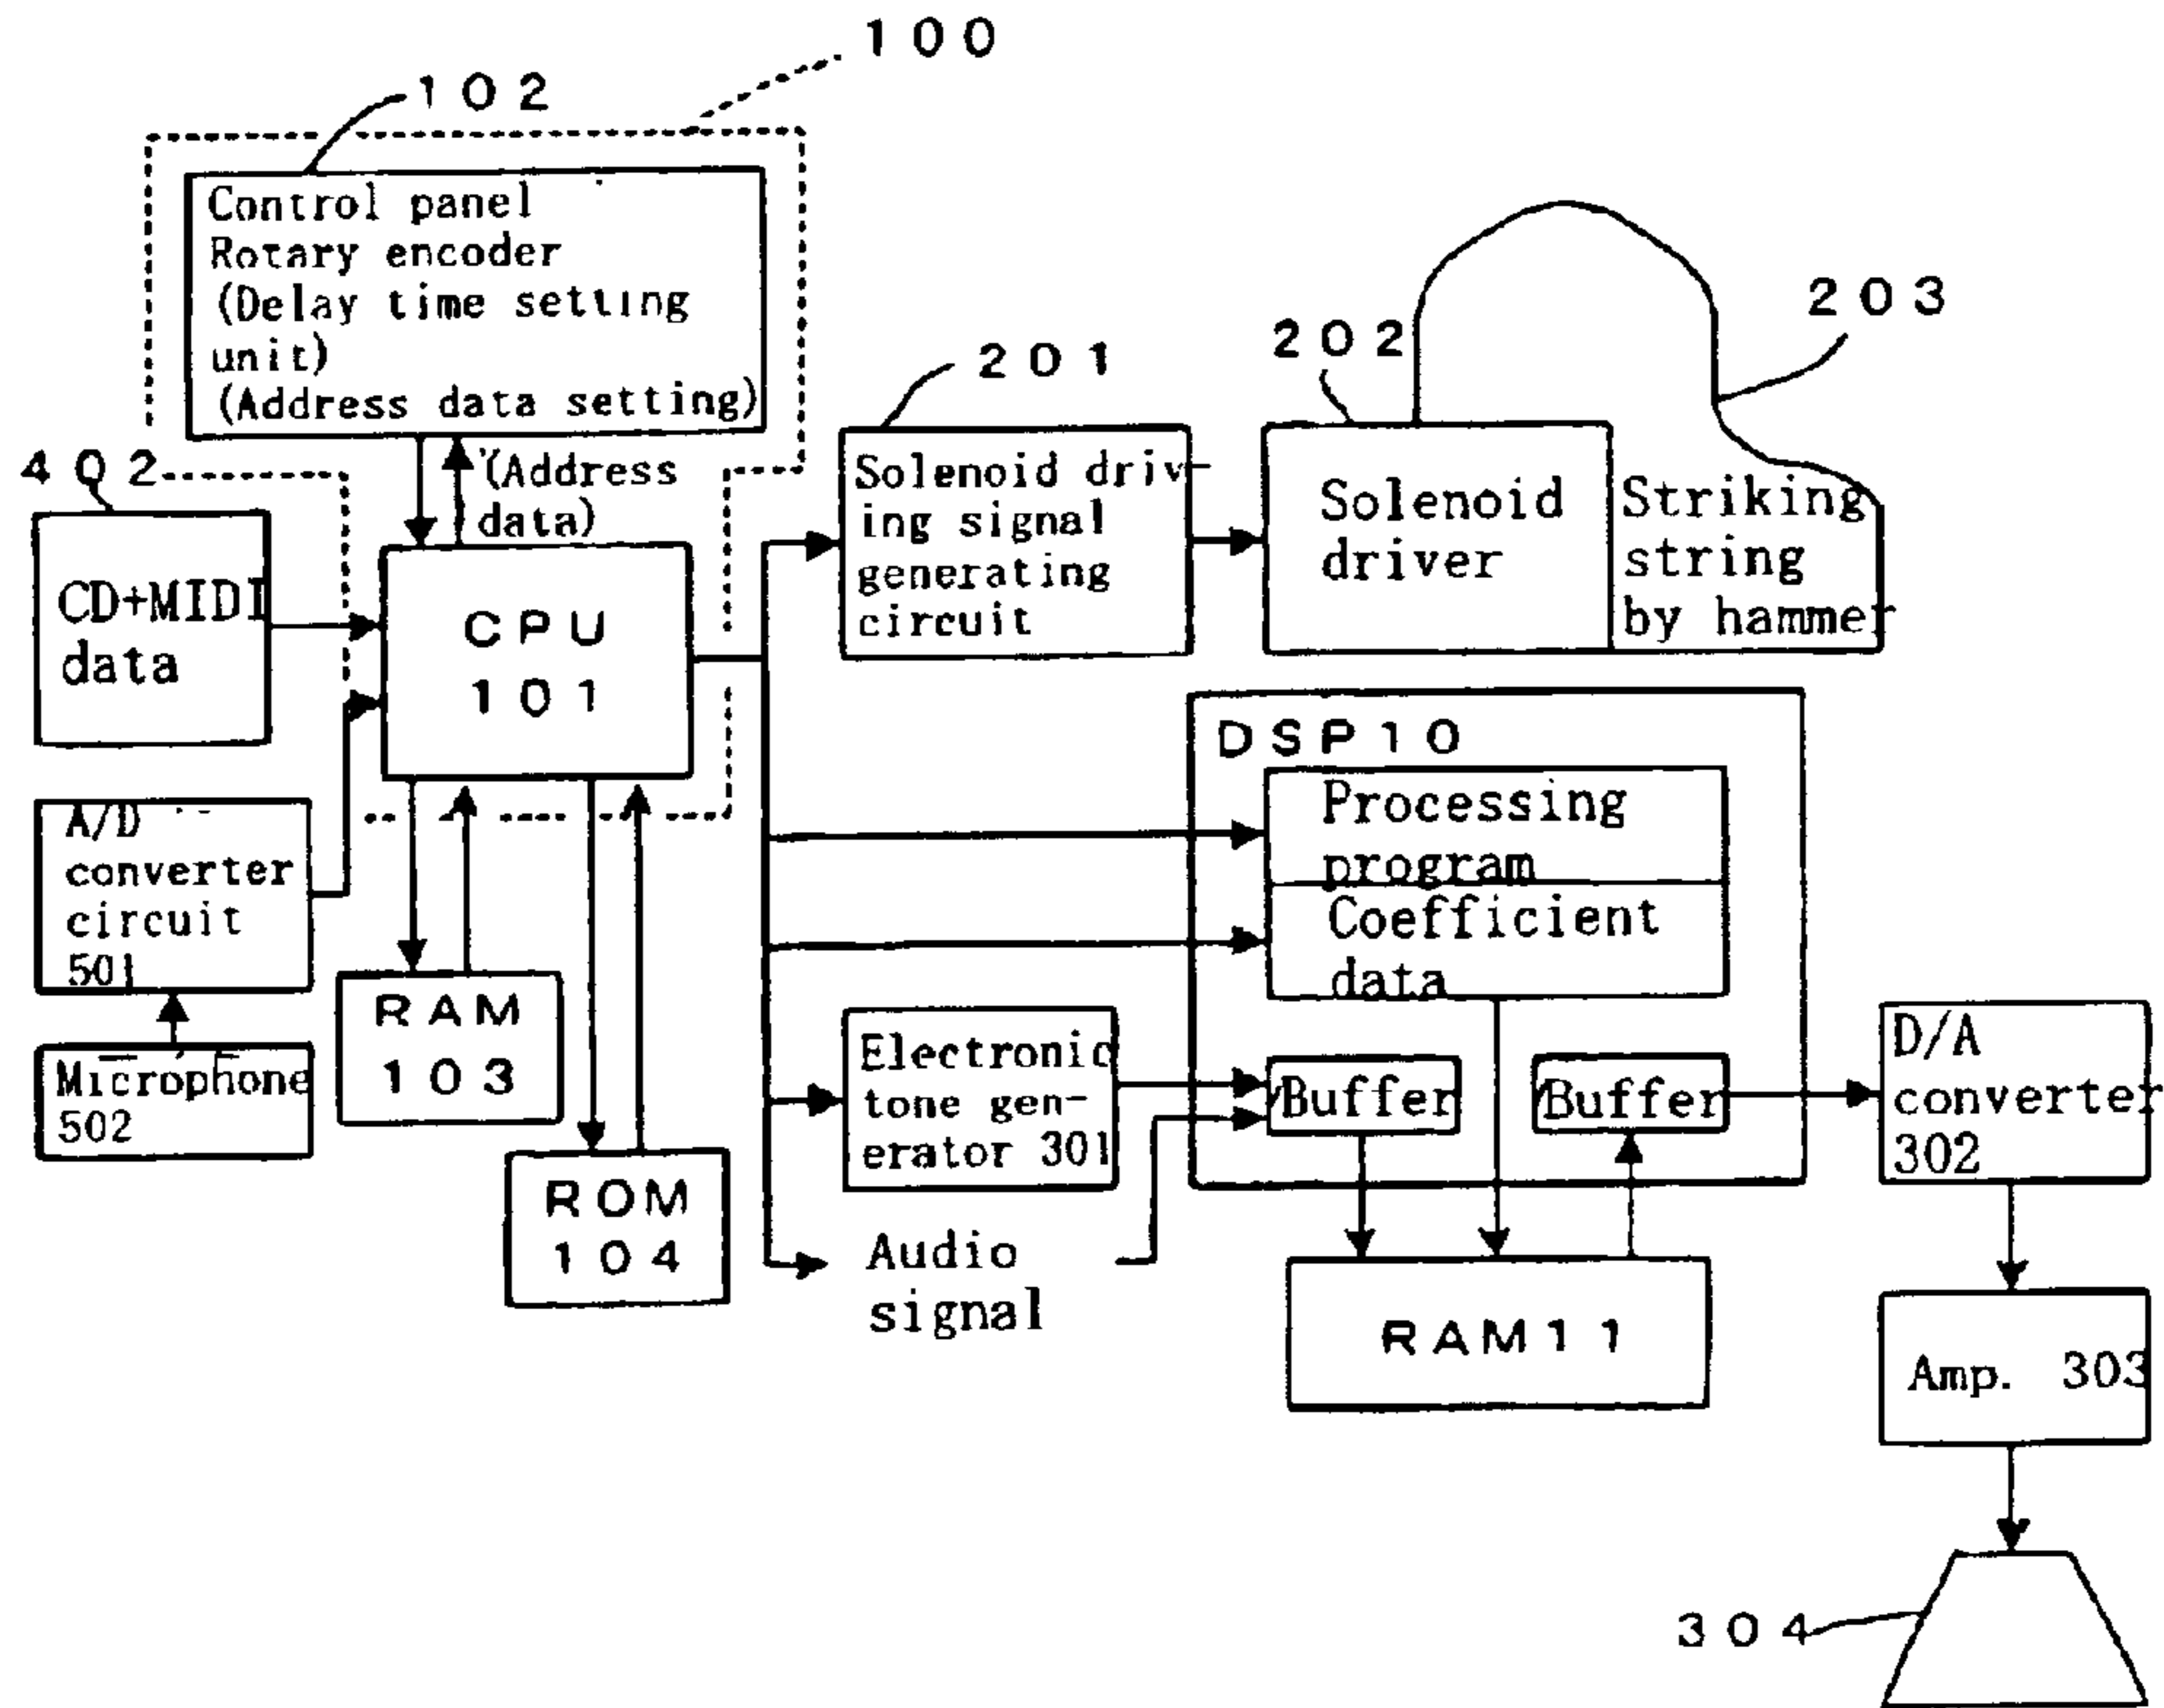 100
102
Control panel
Rotary encoder
(Delay time setting
unit)
(Address data setting)
402
(Address
data)
CD+MIDI
data
CPU
101
201
Solenoid driv-
ing signal
generating
circuit
202
Solenoid
driver
203
Striking
string
by hammer
A/D
converter
circuit
501
Microphone
502
RAM
103
ROM
104
DSP10
Processing
program
Coefficient
data
Electronic
tone gen-
erator 301
Buffer
Buffer
Audio
signal
RAM11
D/A
converter
302
Amp. 303
304